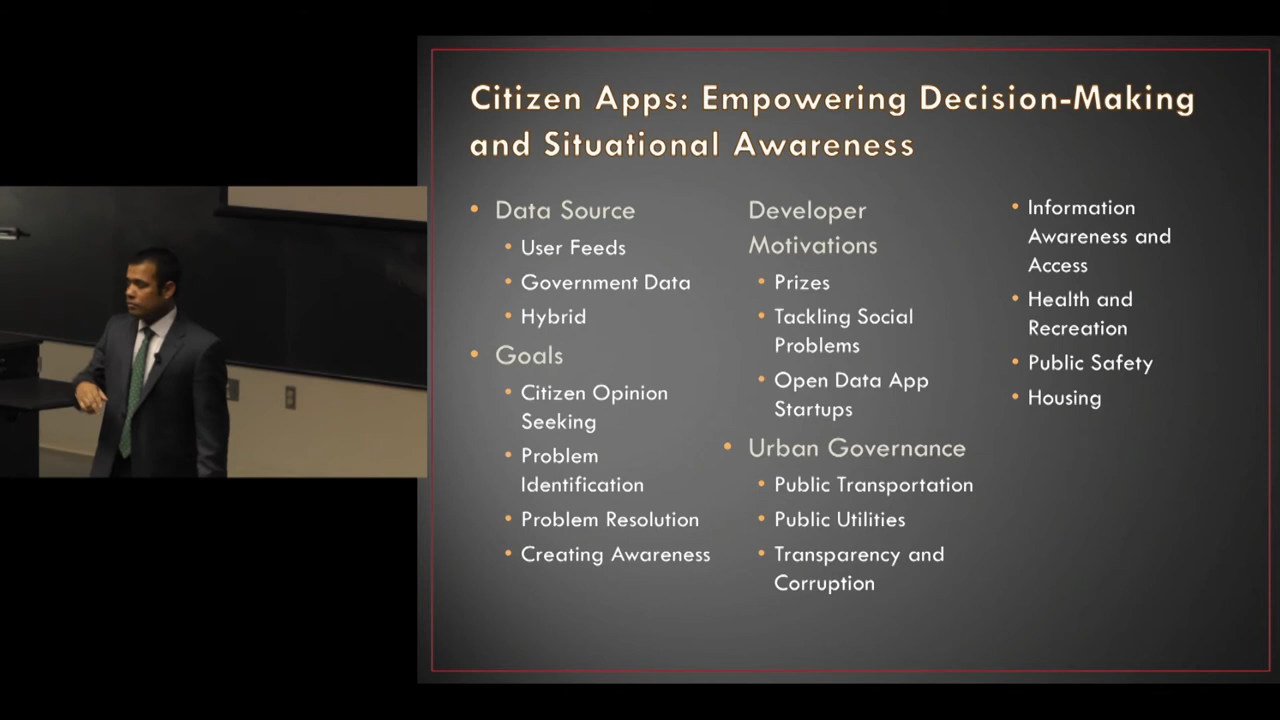 Citizen Apps: Empowering Decision-Making
and Situational Awareness
• Data Source
• User Feeds
• Government Data
• Hybrid
• Goals
• Citizen Opinion
Seeking
• Problem
Identification
• Problem Resolution
• Creating Awareness
Developer
Motivations
• Prizes
• Tackling Social
Problems
• Open Data App
Startups
• Urban Governance
• Public Transportation
• Public Utilities
• Transparency and
Corruption
• Information
Awareness and
Access
• Health and
Recreation
• Public Safety
• Housing